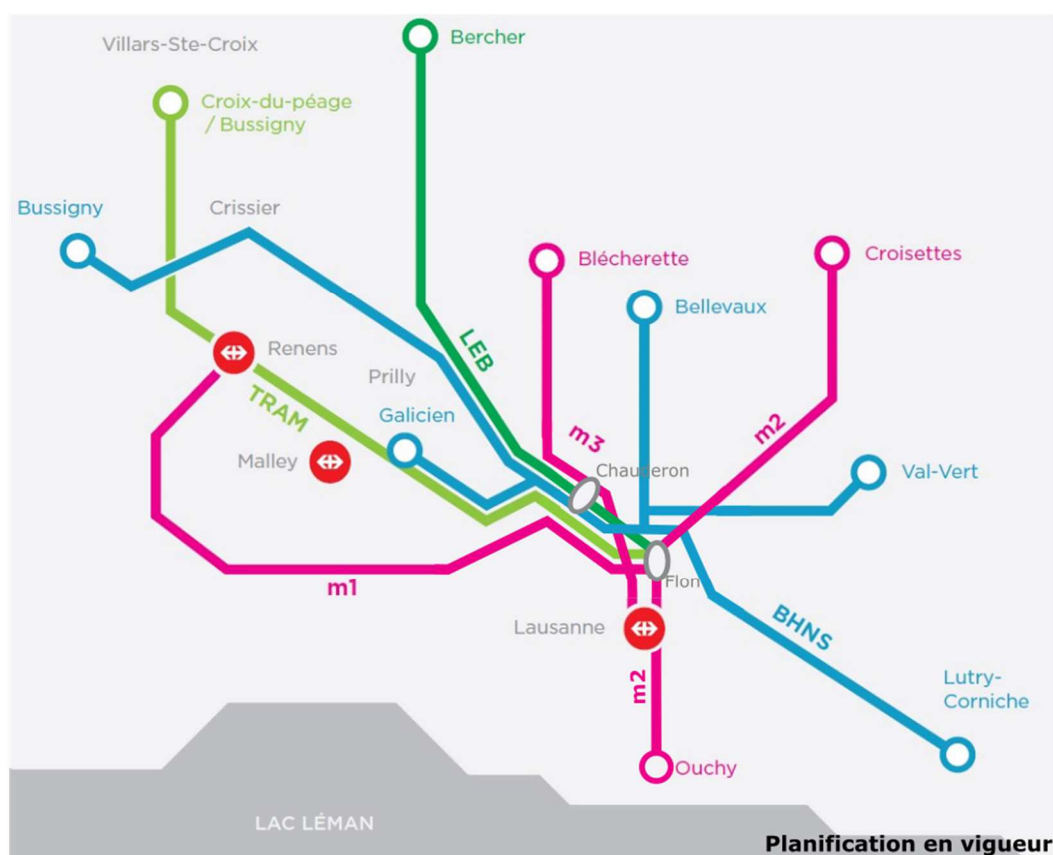 Villars-Ste-Croix
Bercher
Croix-du-péage
/ Bussigny
Bussigny
Crissier
Blécherette
Croisettes
Bellevaux
Renens
LEB
Prilly
TRAM
Galicien
m3
m2
Malley
Chauderon
Val-Vert
m1
Flon
Lausanne
BHNS
m2
Lutry-
Corniche
Ouchy
LAC LÉMAN
Planification en vigueur